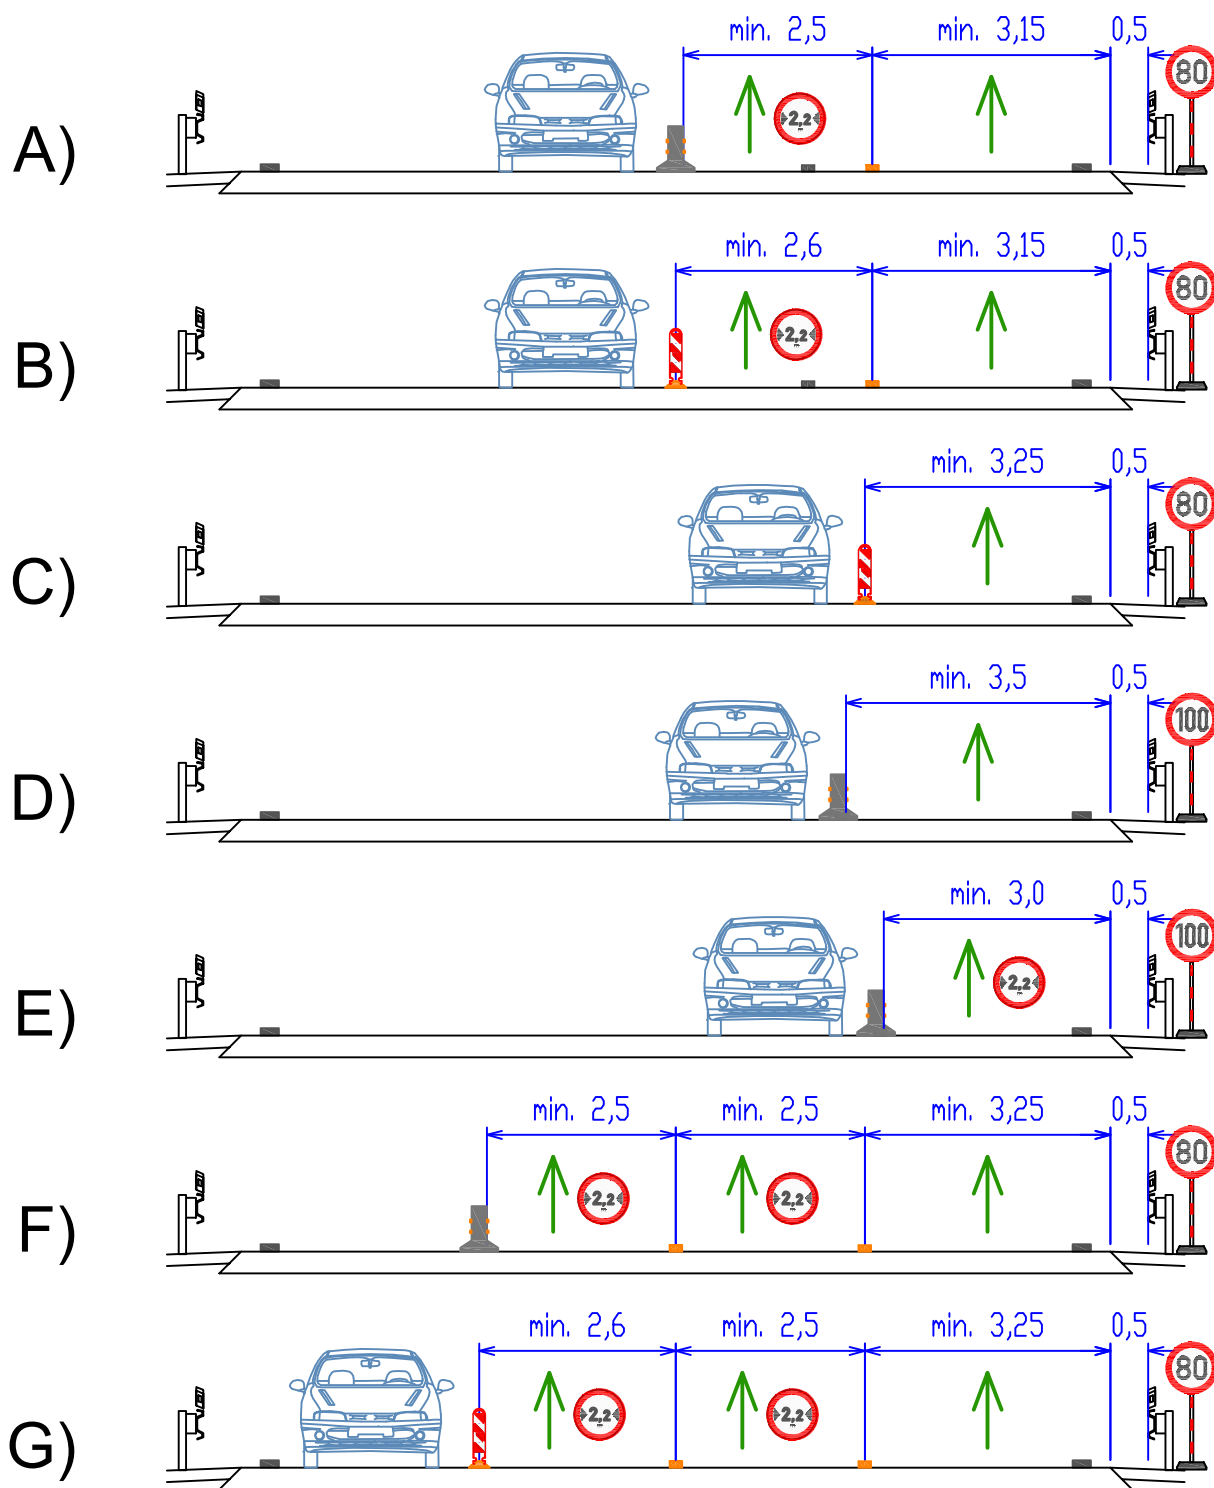 min. 2,5 min. 3,15 0,5
80
2,2
m
A)
min. 2,6 min. 3,15 0,5
80
2,2
m
B)
min. 3,25 0,5
80
C)
min. 3,5 0,5
100
D)
min. 3,0 0,5
100
2,2
m
E)
min. 2,5 min. 2,5 min. 3,25 0,5
80
2,2 2,2
m m
F)
min. 2,6 min. 2,5 min. 3,25 0,5
80
2,2 2,2
m m
G)